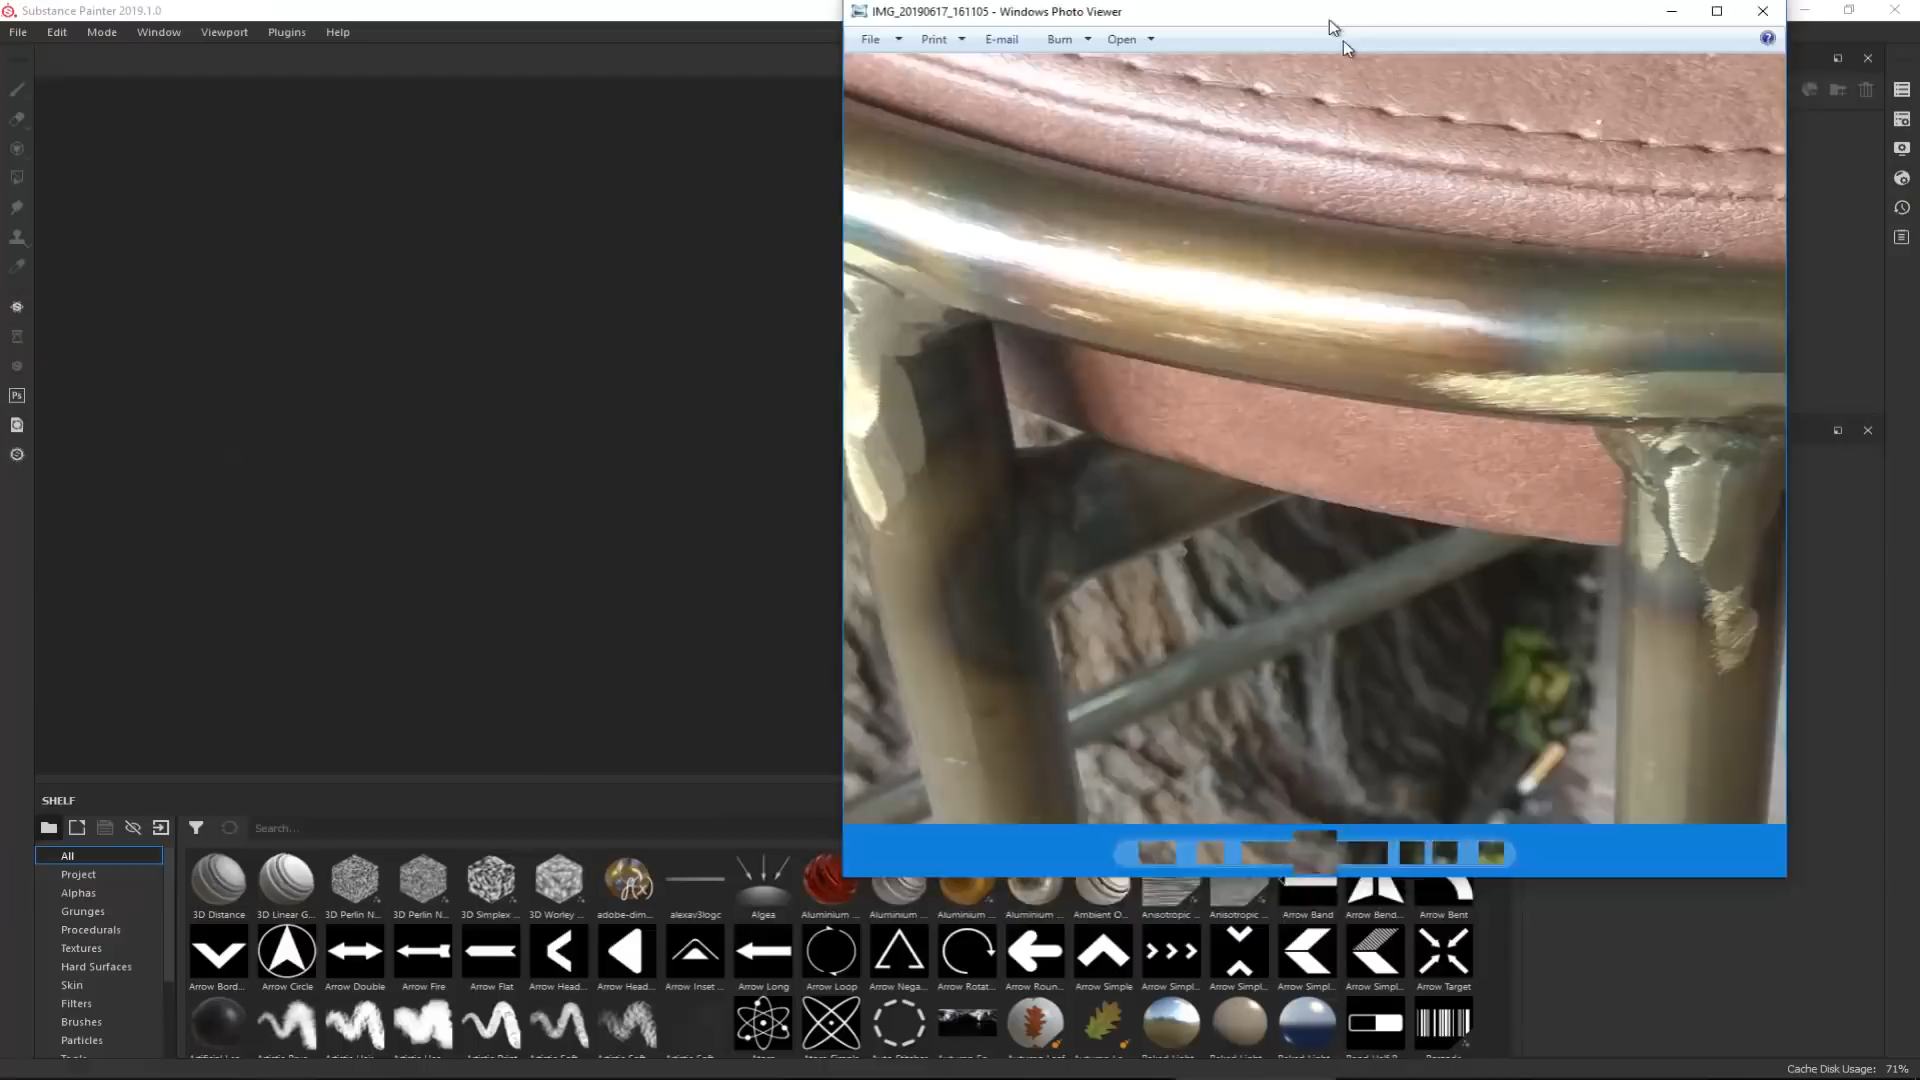 Substance Painter 2019.1.0
File Edit Mode Window Viewport Plugins Help
IMG_20190617_161105 - Windows Photo Viewer
File Print E-mail Burn Open
Ps
SHELF
Search...
All
Project
Alphas
Grunges
Procedurals
Textures
Hard Surfaces
Skin
Filters
Brushes
Particles
3D Distance 3D Linear G... 3D Perlin N... 3D Perlin N... 3D Simplex ... 3D Worley ... adobe-dim... alexav3logc Algea Aluminium ... Aluminium ... Aluminium ... Aluminium ... Ambient O... Anisotropic ... Anisotropic ... Arrow Band Arrow Bend... Arrow Bent
Arrow Bord... Arrow Circle Arrow Double Arrow Fire Arrow Flat Arrow Head... Arrow Head... Arrow Inset ... Arrow Long Arrow Loop Arrow Nega... Arrow Rotat... Arrow Roun... Arrow Simple Arrow Simpl... Arrow Simpl... Arrow Simpl... Arrow Simpl... Arrow Target
Cache Disk Usage: 71%